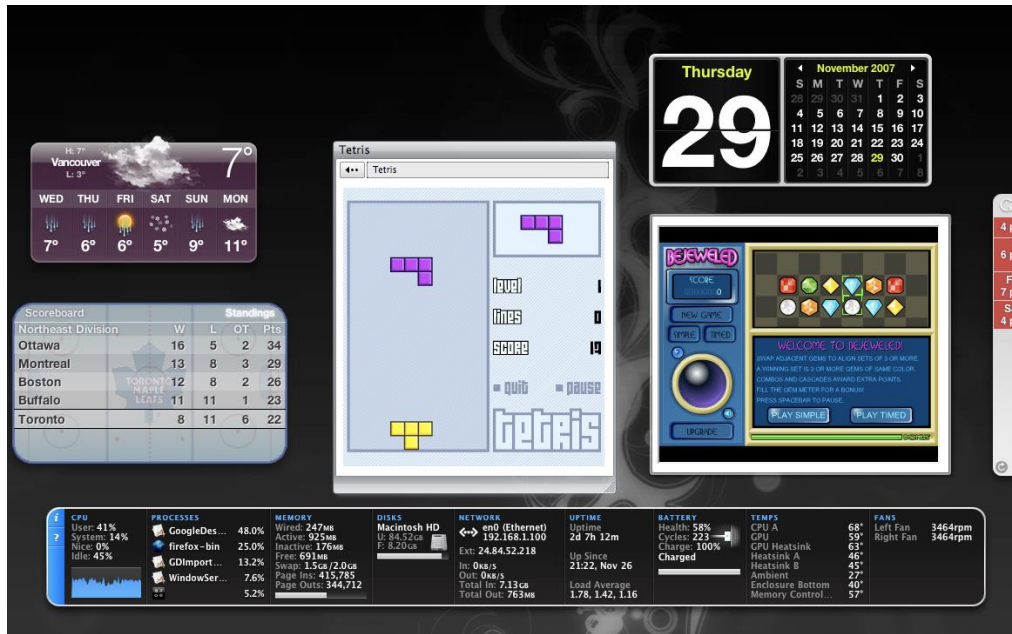 Thursday
29
November 2007
S M T W T F S
28 29 30 31 1 2 3
4 5 6 7 8 9 10
11 12 13 14 15 16 17
18 19 20 21 22 23 24
25 26 27 28 29 30 1
2 3 4 5 6 7 8
H: 7°
Vancouver
L: 3°
7°
WED THU FRI SAT SUN MON
7° 6° 6° 5° 9° 11°
Tetris
Tetris
level
lines 0
score 19
quit pause
tetris
Scoreboard Standings
Northeast Division W L OT Pts
Ottawa 16 5 2 34
Montreal 13 8 3 29
Boston 12 8 2 26
Buffalo 11 11 1 23
Toronto 8 11 6 22
TORONTO
MAPLE
LEAFS
BEJEWELED
SCORE
00000000
NEW GAME
SIMPLE TIMED
UPGRADE
WELCOME TO BEJEWELED!
SWAP ADJACENT GEMS TO ALIGN SETS OF 3 OR MORE.
A WINNING SET IS 3 OR MORE GEMS OF SAME COLOR.
COMBOS AND CASCADES AWARD EXTRA POINTS.
FILL THE GEM METER FOR A BONUS!
PRESS SPACEBAR TO PAUSE.
PLAY SIMPLE PLAY TIMED
BONUS
4 p
6 p
F
7 p
S
4 p
i
?
CPU
User: 41%
System: 14%
Nice: 0%
Idle: 45%
PROCESSES
GoogleDes... 48.0%
firefox-bin 25.0%
GDImport... 13.2%
WindowSer... 7.6%
5.2%
MEMORY
Wired: 247MB
Active: 925MB
Inactive: 176MB
Free: 691MB
Swap: 1.5GB/2.0GB
Page Ins: 415,785
Page Outs: 344,712
DISKS
Macintosh HD
U: 84.52GB
F: 8.20GB
NETWORK
en0 (Ethernet)
192.168.1.100
Ext: 24.84.52.218
In: 0KB/S
Out: 0KB/S
Total In: 7.13GB
Total Out: 763MB
UPTIME
Uptime
2d 7h 12m
Up Since
21:22, Nov 26
Load Average
1.78, 1.42, 1.16
BATTERY
Health: 58%
Cycles: 223
Charge: 100%
Charged
TEMPS
CPU A 68°
GPU 59°
GPU Heatsink 63°
Heatsink A 46°
Heatsink B 45°
Ambient 27°
Enclosure Bottom 40°
Memory Control... 57°
FANS
Left Fan 3464rpm
Right Fan 3464rpm